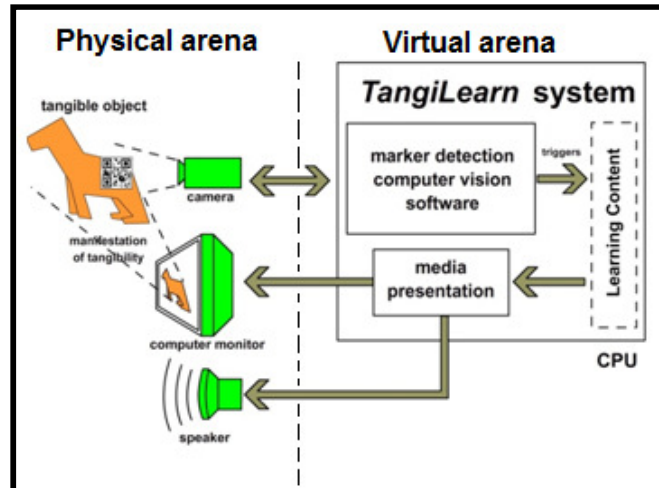 Physical arena
Virtual arena
tangible object
camera
manifestation
of tangibility
computer monitor
speaker
TangiLearn system
marker detection
computer vision
software
triggers
Learning Content
media
presentation
CPU